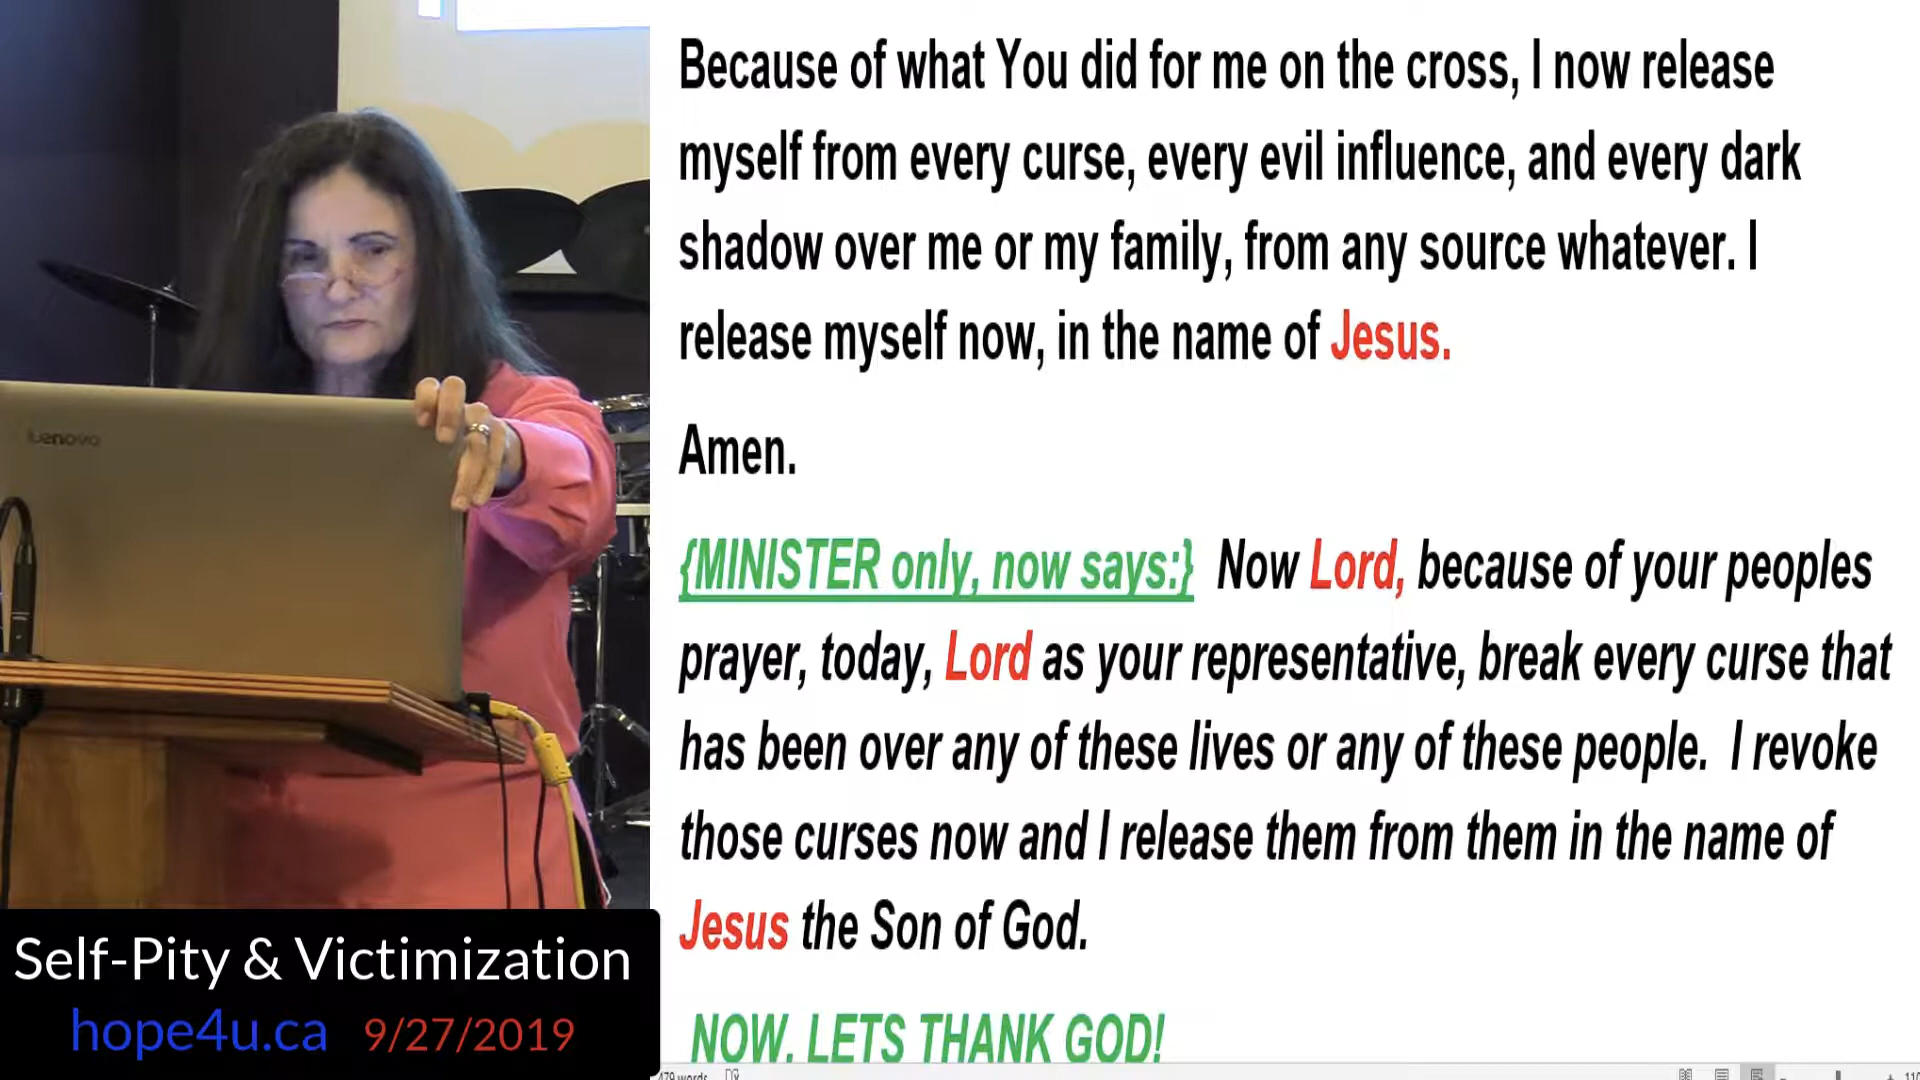 Because of what You did for me on the cross, I now release
myself from every curse, every evil influence, and every dark
shadow over me or my family, from any source whatever. I
release myself now, in the name of Jesus.
Amen.
{MINISTER only, now says:} Now Lord, because of your peoples
prayer, today, Lord as your representative, break every curse that
has been over any of these lives or any of these people. I revoke
those curses now and I release them from them in the name of
Jesus the Son of God.
NOW, LETS THANK GOD!
479 words
110
lenovo
Self-Pity & Victimization
hope4u.ca 9/27/2019